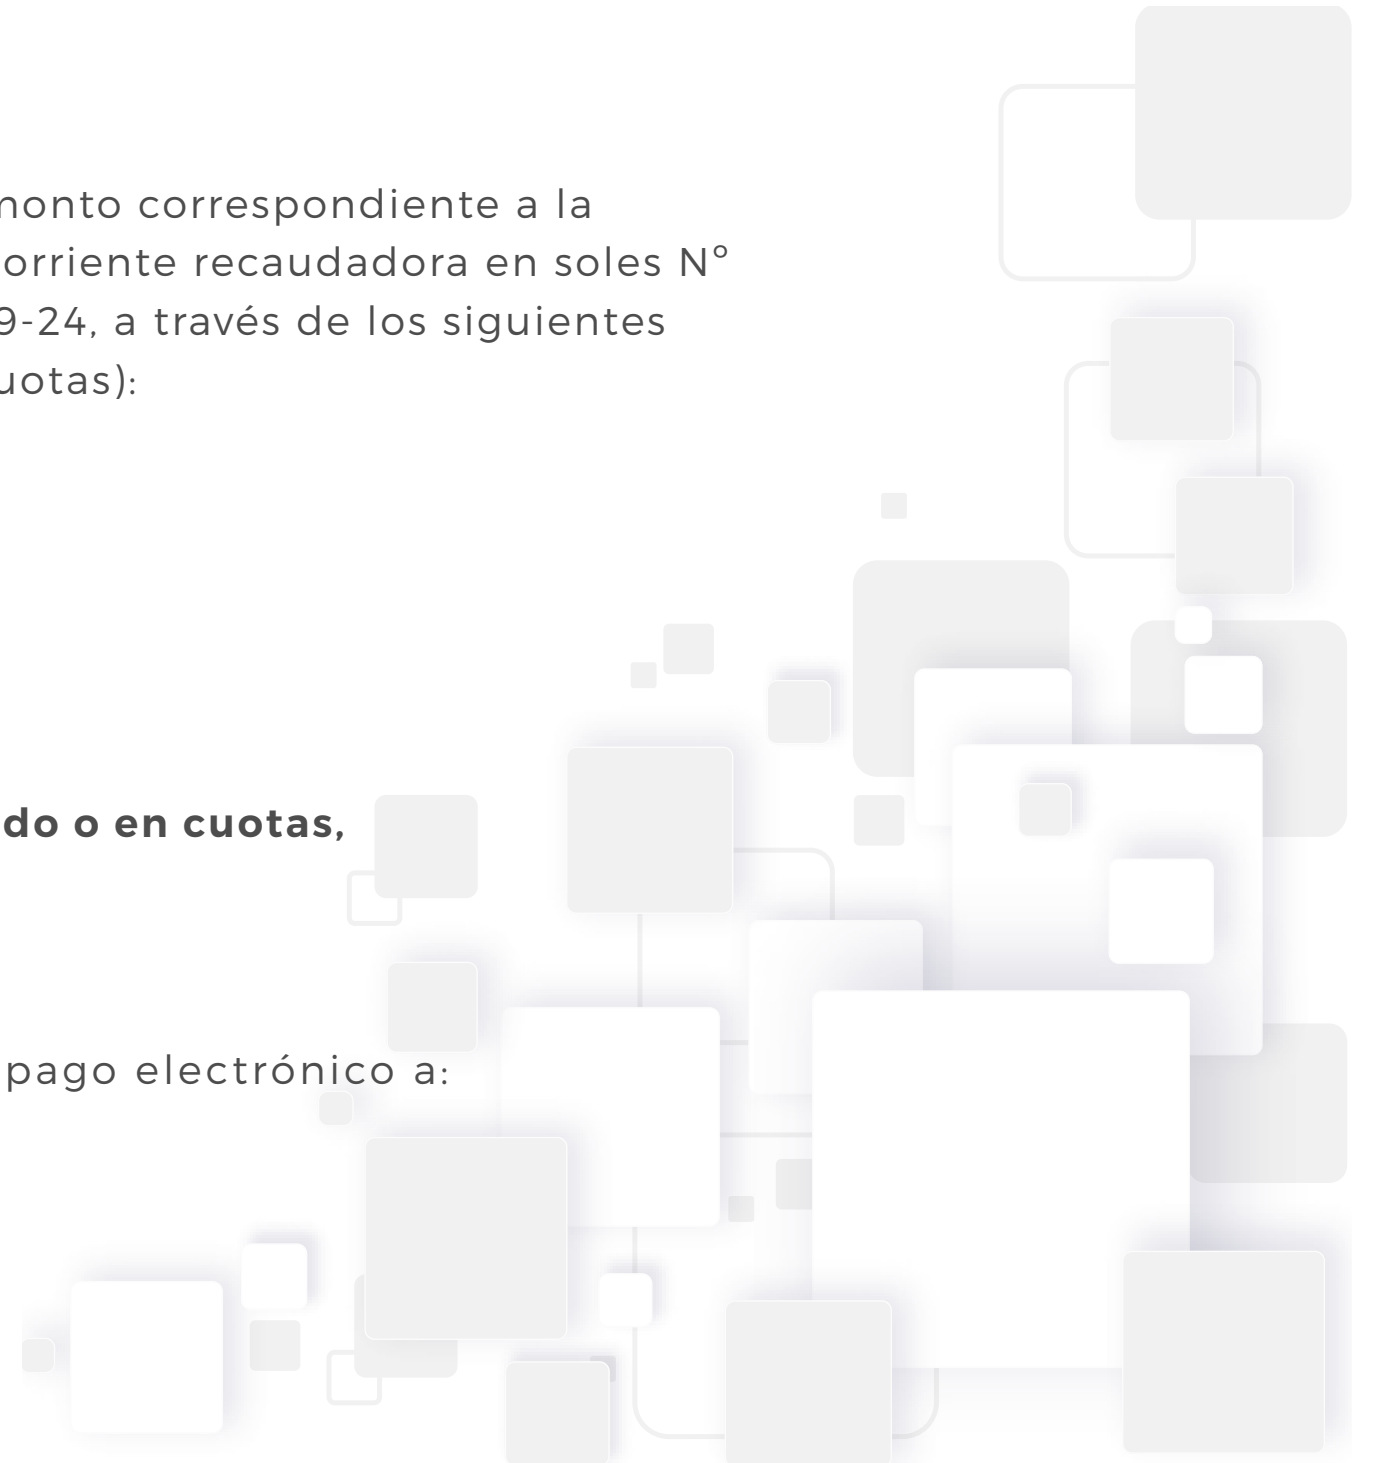 monto correspondiente a la
orriente recaudadora en soles N°
9-24, a través de los siguientes
uotas):
do o en cuotas,
pago electrónico a: